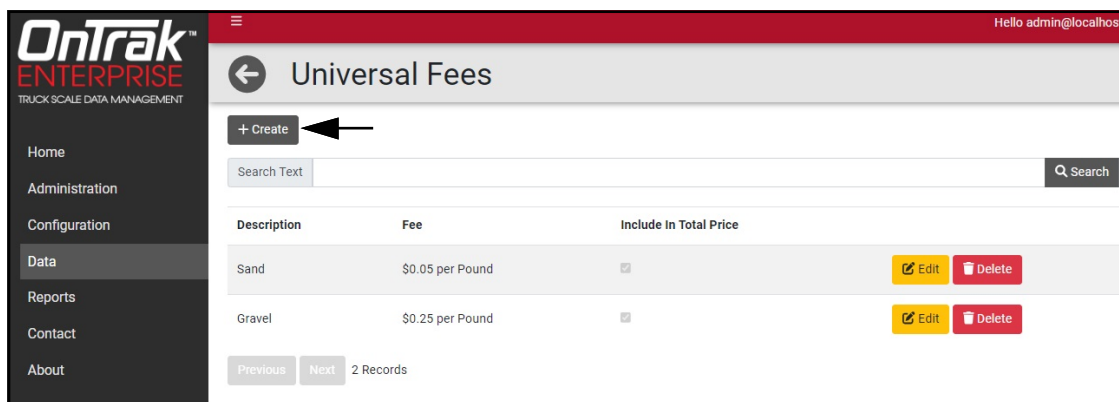 OnTrak™
ENTERPRISE
TRUCK SCALE DATA MANAGEMENT
Home
Administration
Configuration
Data
Reports
Contact
About
Hello admin@localhos
Universal Fees
+ Create
Search Text Search
Description Fee Include In Total Price
Sand $0.05 per Pound Edit Delete
Gravel $0.25 per Pound Edit Delete
Previous Next 2 Records